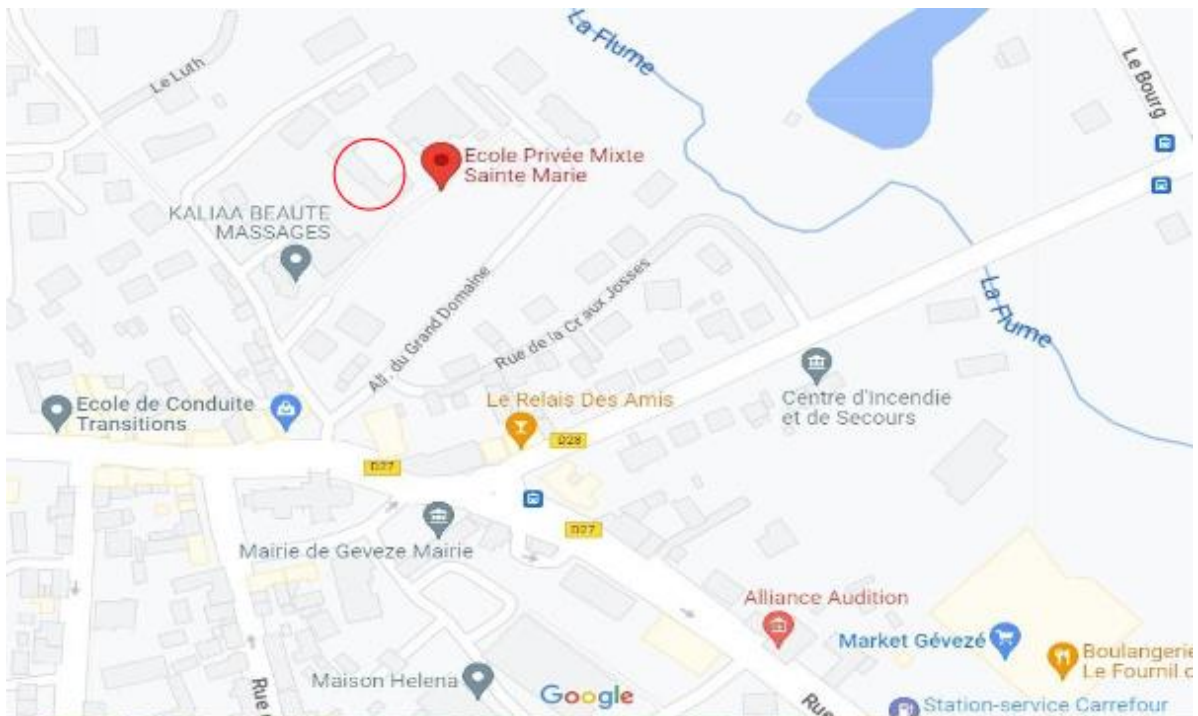 La Flume
Le Bourg
Le Luth
Ecole Privée Mixte
Sainte Marie
KALIAA BEAUTE
MASSAGES
All. du Grand Domaine
Rue de la Cr aux Josses
La Flume
Centre d'Incendie
et de Secours
Ecole de Conduite
Transitions
Le Relais Des Amis
D28
D27
D27
Mairie de Geveze Mairie
Alliance Audition
Market Gévezé
Boulangerie
Le Fournil
Maison Helena
Google
Rue
Rue
Station-service Carrefour